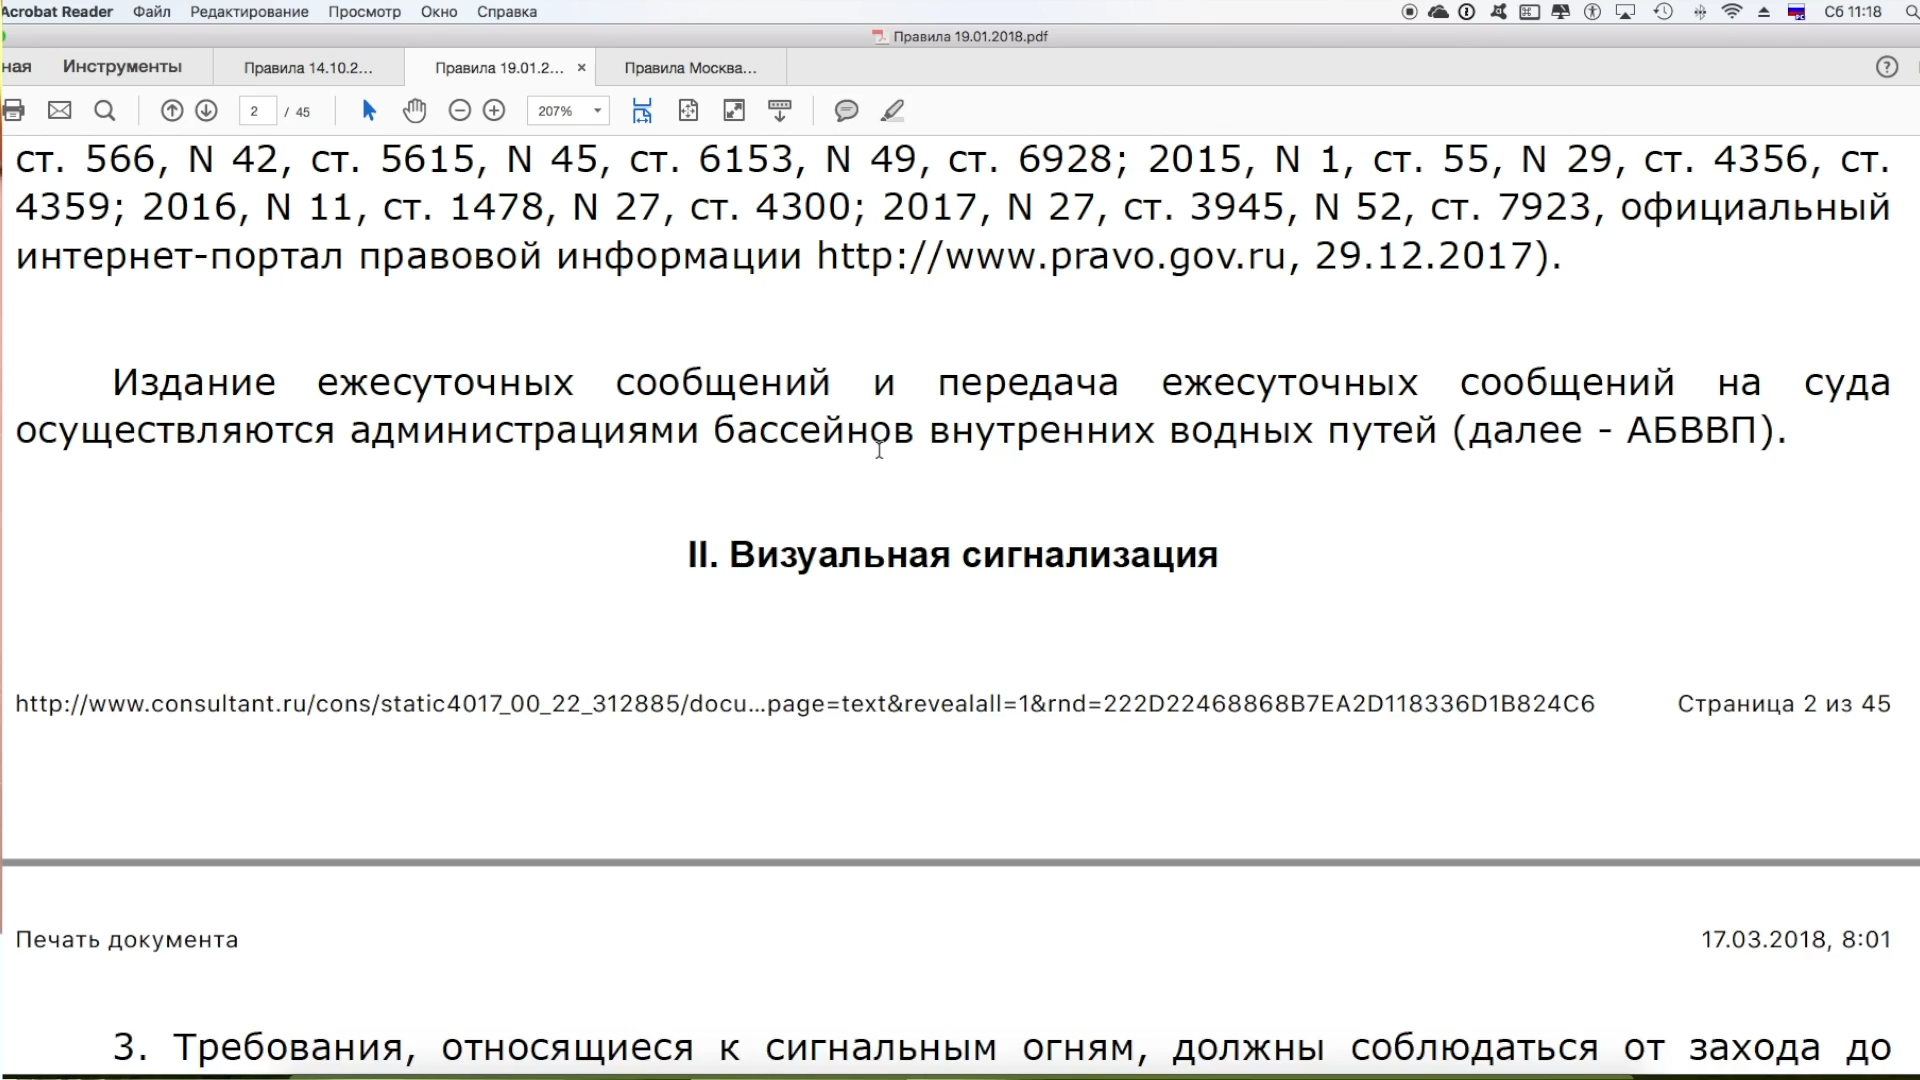 Acrobat Reader Файл Редактирование Просмотр Окно Справка Сб 11:18
Правила 19.01.2018.pdf
ная Инструменты Правила 14.10.2... Правила 19.01.2... × Правила Москва...
2 / 45 207%
ст. 566, N 42, ст. 5615, N 45, ст. 6153, N 49, ст. 6928; 2015, N 1, ст. 55, N 29, ст. 4356, ст.
4359; 2016, N 11, ст. 1478, N 27, ст. 4300; 2017, N 27, ст. 3945, N 52, ст. 7923, официальный
интернет-портал правовой информации http://www.pravo.gov.ru, 29.12.2017).
Издание ежесуточных сообщений и передача ежесуточных сообщений на суда
осуществляются администрациями бассейнов внутренних водных путей (далее - АБВВП).
II. Визуальная сигнализация
http://www.consultant.ru/cons/static4017_00_22_312885/docu...page=text&revealall=1&rnd=222D22468868B7EA2D118336D1B824C6 Страница 2 из 45
Печать документа 17.03.2018, 8:01
3. Требования, относящиеся к сигнальным огням, должны соблюдаться от захода до